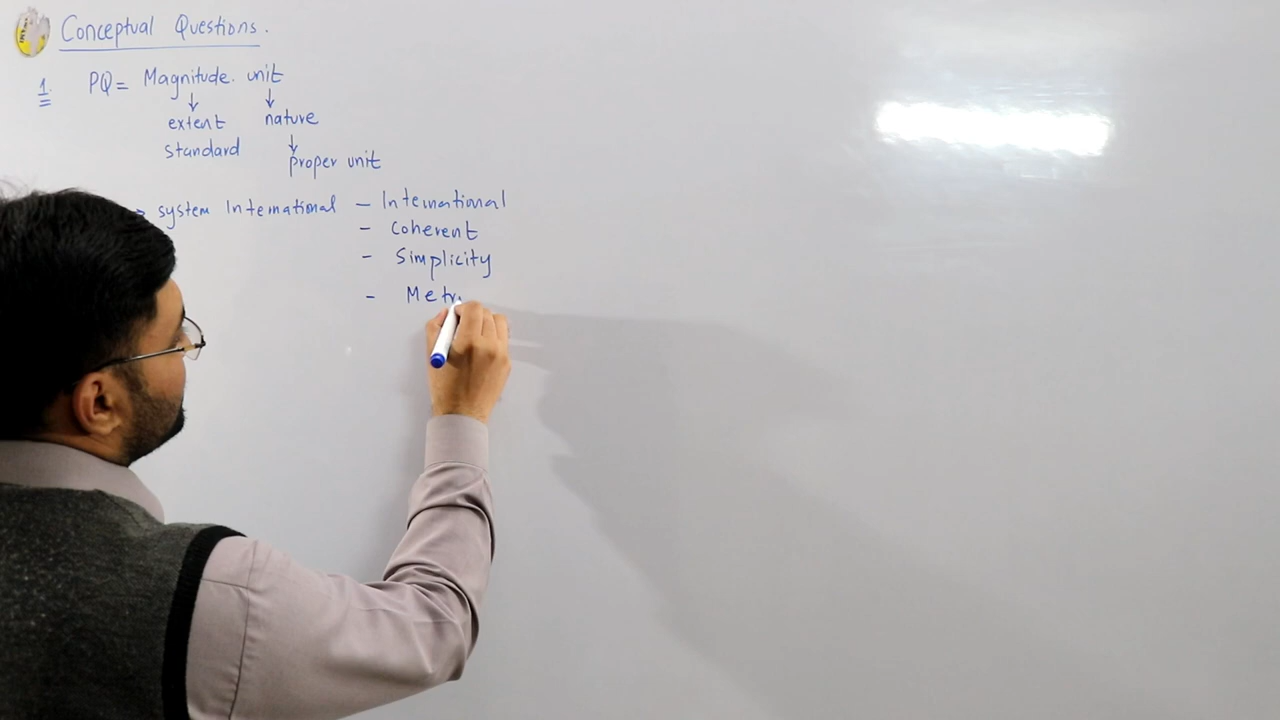 Conceptual Questions.
1. PQ = Magnitude. unit
extent nature
standard
proper unit
system International – International
– Coherent
– Simplicity
– Metr